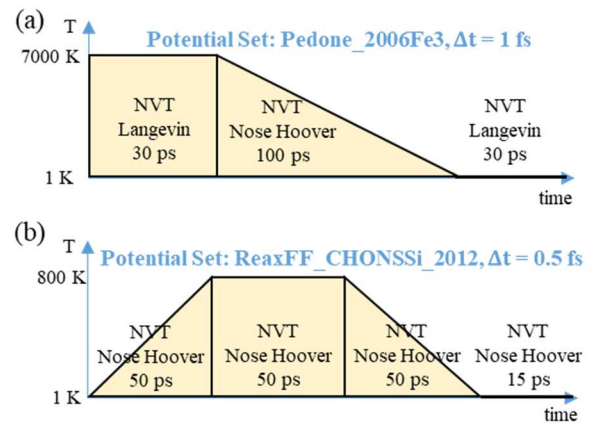 (a)
T
Potential Set: Pedone_2006Fe3, Δt = 1 fs
7000 K
NVT
Langevin
30 ps
NVT
Nose Hoover
100 ps
NVT
Langevin
30 ps
1 K
time
(b)
T
Potential Set: ReaxFF_CHONSSi_2012, Δt = 0.5 fs
800 K
NVT
Nose Hoover
50 ps
NVT
Nose Hoover
50 ps
NVT
Nose Hoover
50 ps
NVT
Nose Hoover
15 ps
1 K
time